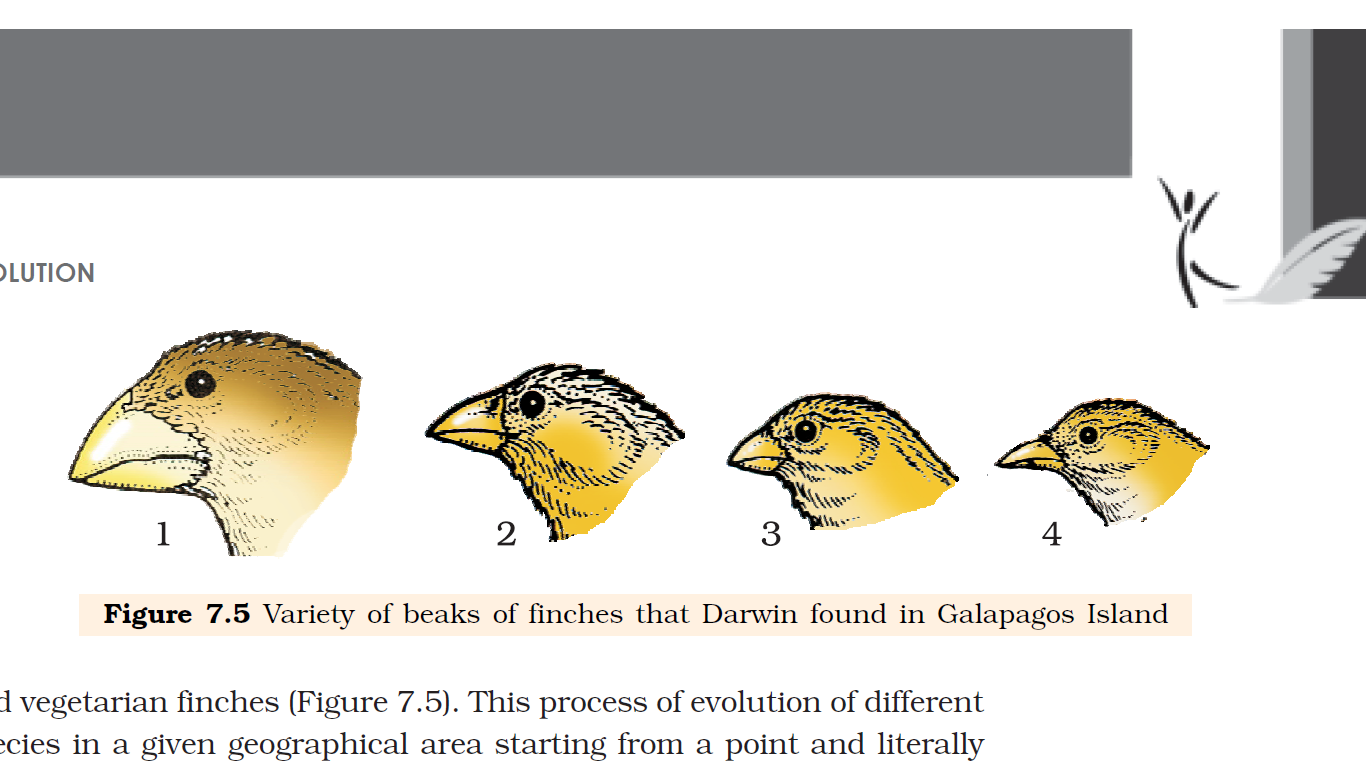 OLUTION
1 2 3 4
Figure 7.5 Variety of beaks of finches that Darwin found in Galapagos Island
d vegetarian finches (Figure 7.5). This process of evolution of different
ecies in a given geographical area starting from a point and literally